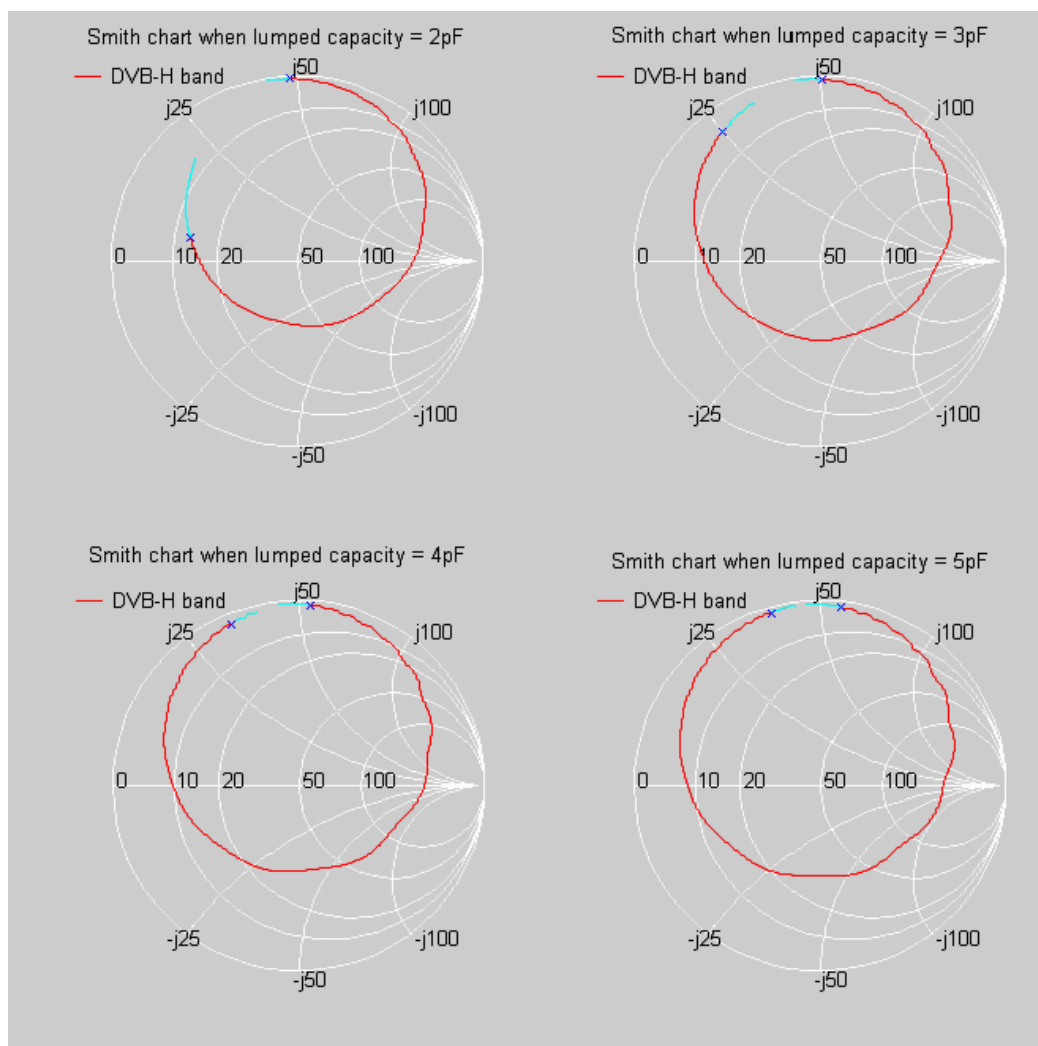 Smith chart when lumped capacity = 2pF
DVB-H band
j50
j25
j100
0
10
20
50
100
-j25
-j100
-j50
Smith chart when lumped capacity = 3pF
DVB-H band
j50
j25
j100
0
10
20
50
100
-j25
-j100
-j50
Smith chart when lumped capacity = 4pF
DVB-H band
j50
j25
j100
0
10
20
50
100
-j25
-j100
-j50
Smith chart when lumped capacity = 5pF
DVB-H band
j50
j25
j100
0
10
20
50
100
-j25
-j100
-j50